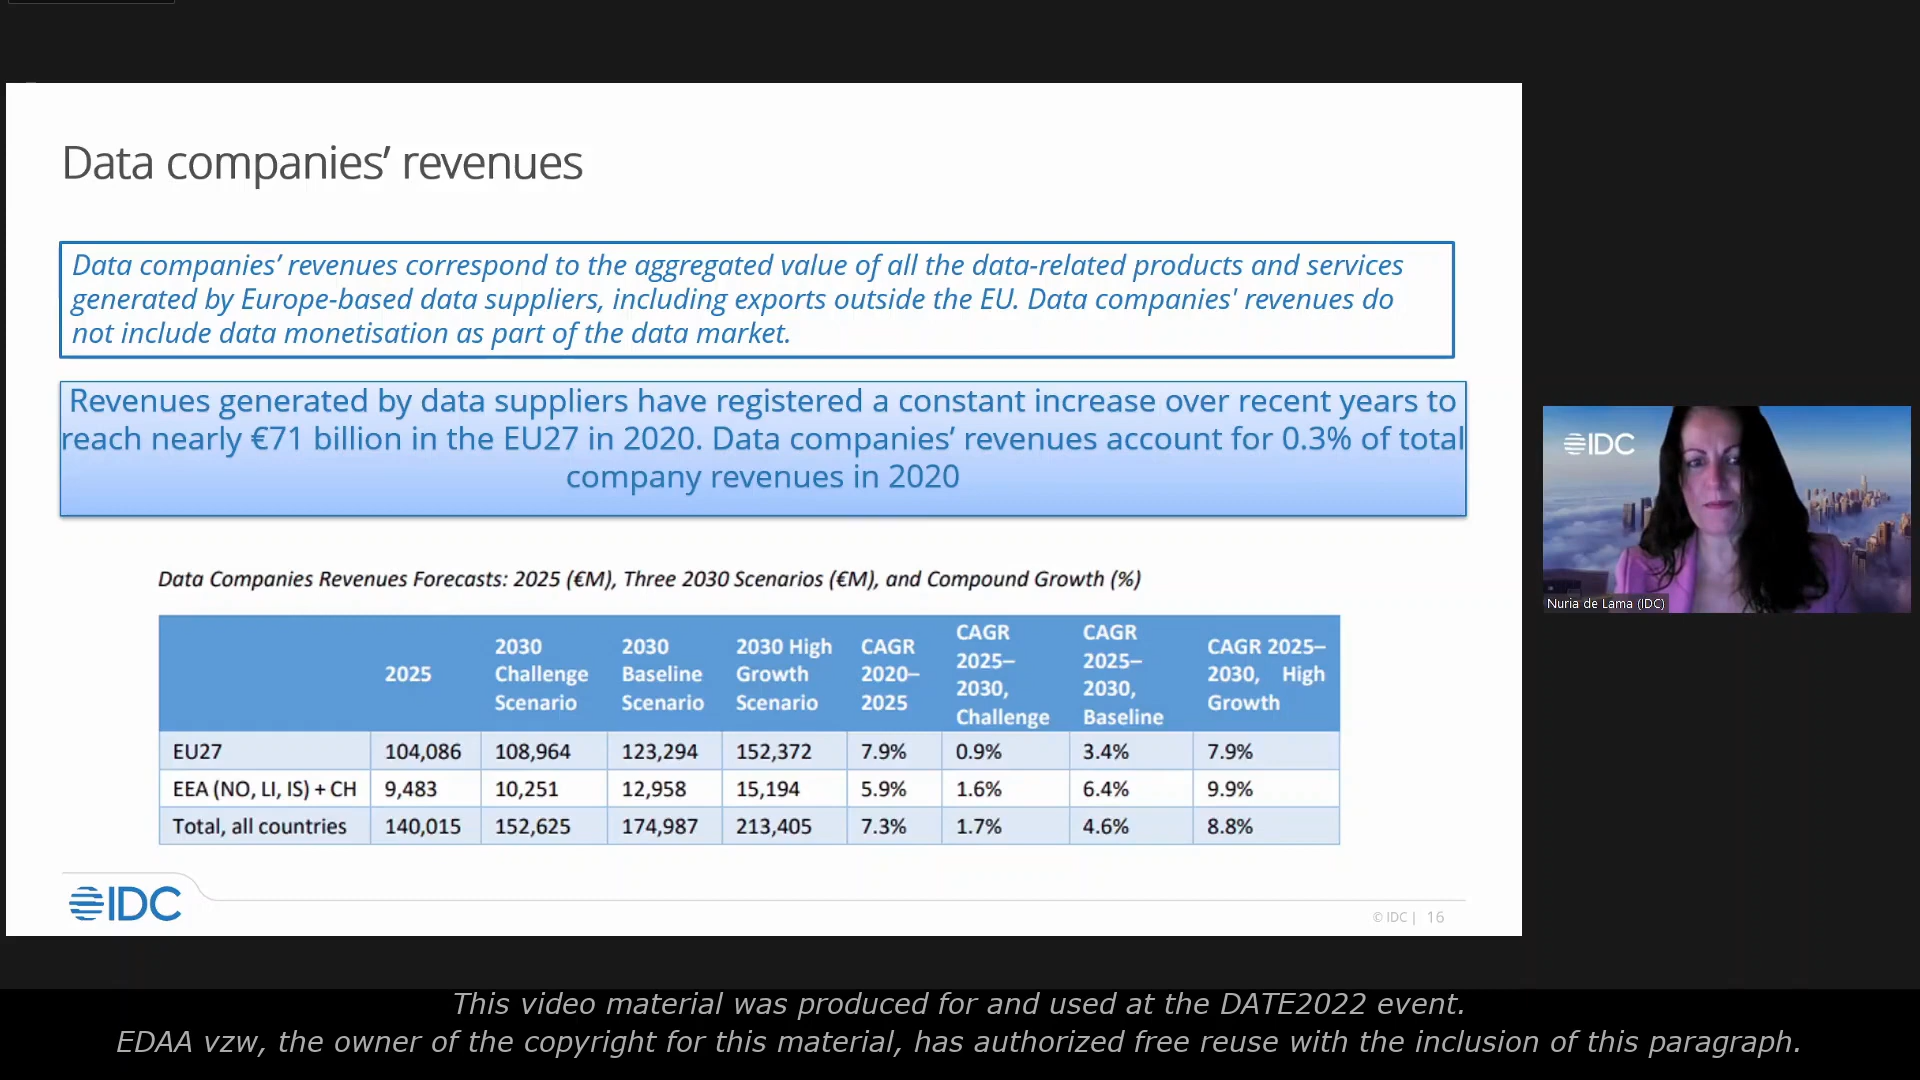 Data companies’ revenues
Data companies’ revenues correspond to the aggregated value of all the data-related products and services
generated by Europe-based data suppliers, including exports outside the EU. Data companies' revenues do
not include data monetisation as part of the data market.
Revenues generated by data suppliers have registered a constant increase over recent years to
reach nearly €71 billion in the EU27 in 2020. Data companies’ revenues account for 0.3% of total
company revenues in 2020
IDC
Nuria de Lama (IDC)
Data Companies Revenues Forecasts: 2025 (€M), Three 2030 Scenarios (€M), and Compound Growth (%)
2025 2030 Challenge Scenario 2030 Baseline Scenario 2030 High Growth Scenario CAGR 2020–2025 CAGR 2025–2030, Challenge CAGR 2025–2030, Baseline CAGR 2025–2030, High Growth
EU27 104,086 108,964 123,294 152,372 7.9% 0.9% 3.4% 7.9%
EEA (NO, LI, IS) + CH 9,483 10,251 12,958 15,194 5.9% 1.6% 6.4% 9.9%
Total, all countries 140,015 152,625 174,987 213,405 7.3% 1.7% 4.6% 8.8%
IDC
© IDC | 16
This video material was produced for and used at the DATE2022 event.
EDAA vzw, the owner of the copyright for this material, has authorized free reuse with the inclusion of this paragraph.